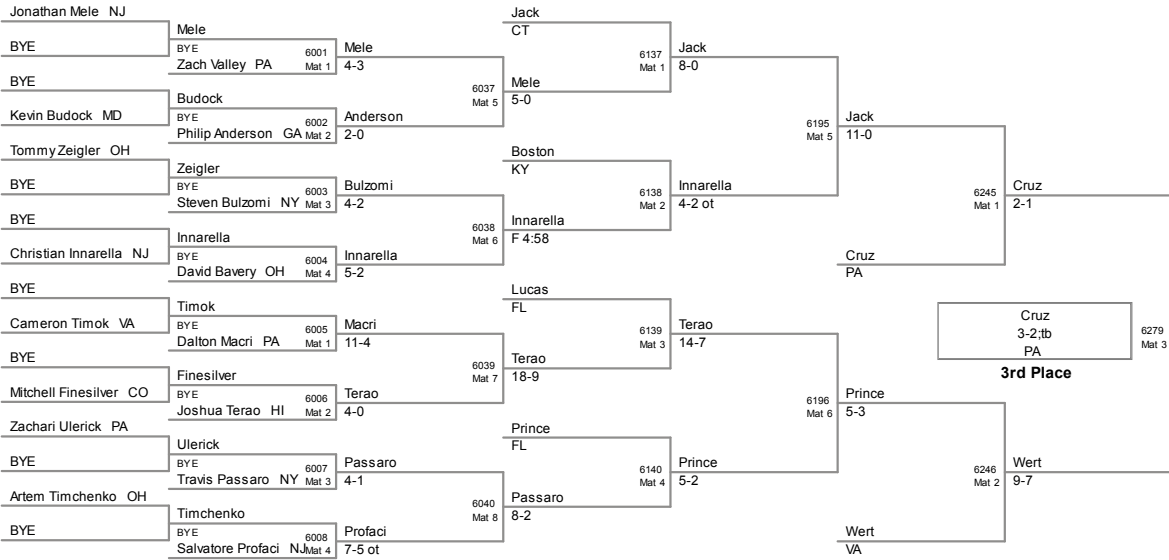 Jonathan Mele NJ
BYE
BYE
Kevin Budock MD
Tommy Zeigler OH
BYE
BYE
Christian Innarella NJ
BYE
Cameron Timok VA
BYE
Mitchell Finesilver CO
Zachari Ulerick PA
BYE
Artem Timchenko OH
BYE
Mele
BYE
6001
Zach Valley PA
Mat 1
Budock
BYE
6002
Philip Anderson GA
Mat 2
Zeigler
BYE
6003
Steven Bulzomi NY
Mat 3
Innarella
BYE
6004
David Bavery OH
Mat 4
Timok
BYE
6005
Dalton Macri PA
Mat 1
Finesilver
BYE
6006
Joshua Terao HI
Mat 2
Ulerick
BYE
6007
Travis Passaro NY
Mat 3
Timchenko
BYE
6008
Salvatore Profaci NJ
Mat 4
Mele
4-3
6037
Mat 5
Anderson
2-0
Bulzomi
4-2
6038
Mat 6
Innarella
5-2
Macri
11-4
6039
Mat 7
Terao
4-0
Passaro
4-1
6040
Mat 8
Profaci
7-5 ot
Jack
CT
6137
Mat 1
Mele
5-0
Boston
KY
6138
Mat 2
Innarella
F 4:58
Lucas
FL
6139
Mat 3
Terao
18-9
Prince
FL
6140
Mat 4
Passaro
8-2
Jack
8-0
6195
Mat 5
Innarella
4-2 ot
Terao
14-7
6196
Mat 6
Prince
5-2
Jack
11-0
6245
Mat 1
Cruz
PA
Prince
5-3
6246
Mat 2
Wert
VA
Cruz
2-1
Cruz
3-2;tb
PA
6279
Mat 3
3rd Place
Wert
9-7